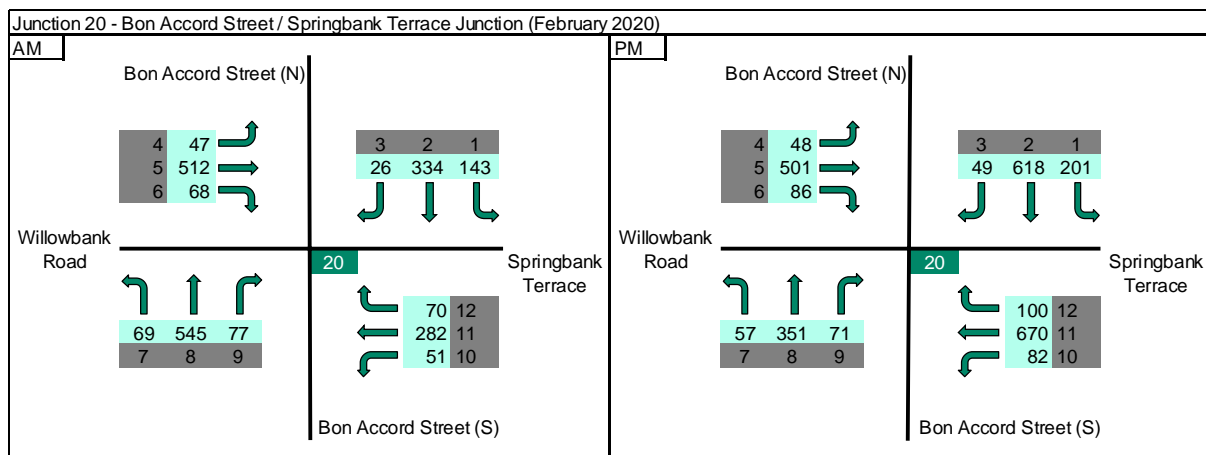 Junction 20 - Bon Accord Street / Springbank Terrace Junction (February 2020)
AM
Bon Accord Street (N)
4 47
5 512
6 68
3 2 1
26 334 143
Willowbank
Road
20
Springbank
Terrace
69 545 77
7 8 9
70 12
282 11
51 10
Bon Accord Street (S)
PM
Bon Accord Street (N)
4 48
5 501
6 86
3 2 1
49 618 201
Willowbank
Road
20
Springbank
Terrace
57 351 71
7 8 9
100 12
670 11
82 10
Bon Accord Street (S)